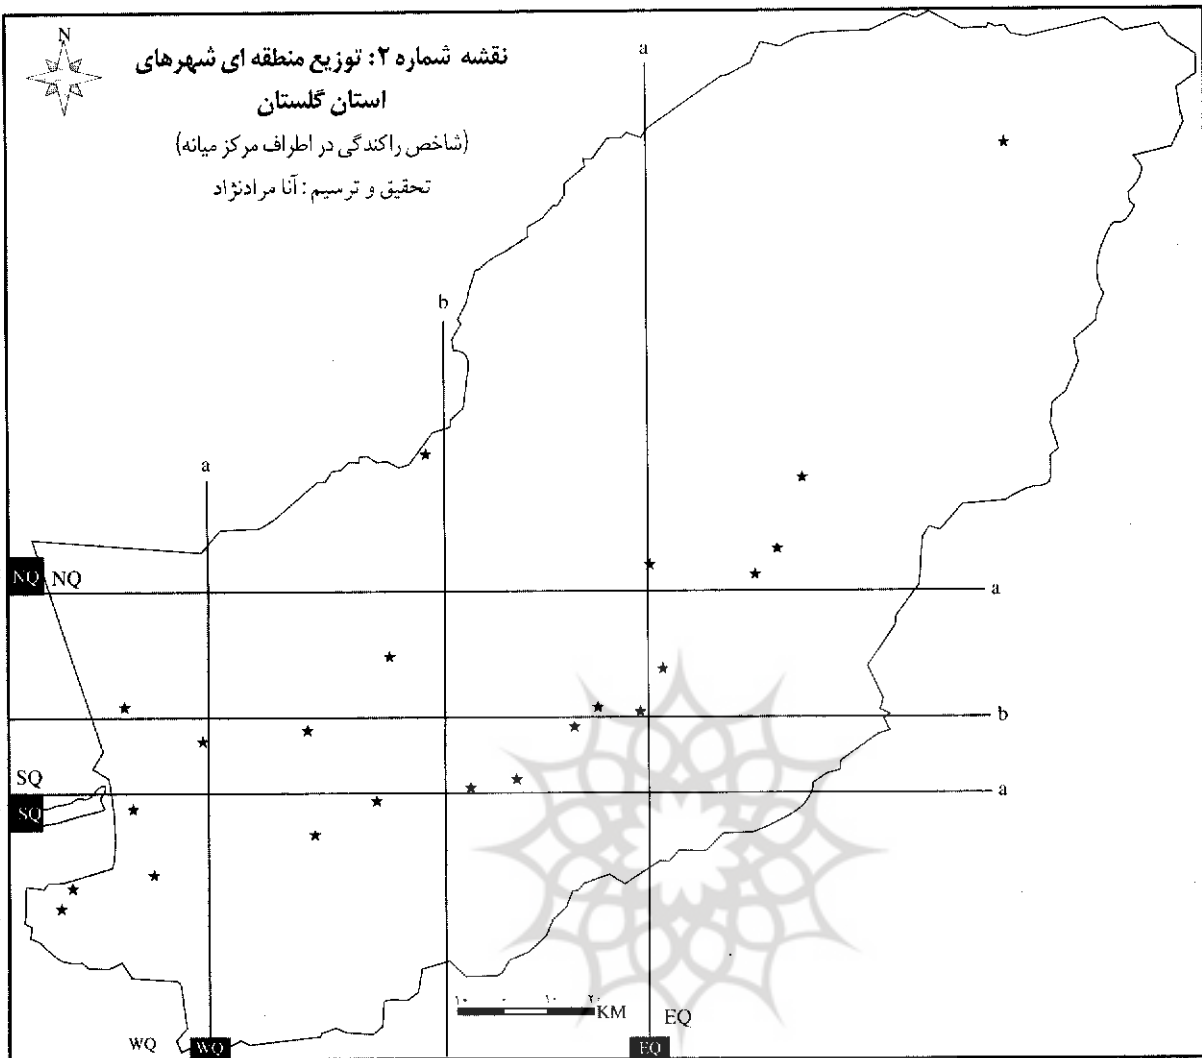 N
نقشه شماره ۲: توزیع منطقه ای شهرهای
استان گلستان
(شاخص راکندگی در اطراف مرکز میانه)
تحقیق و ترسیم: آنا مرادنژاد
a
b
a
NQ NQ
a
b
SQ
a
SQ
۱۰ ۰ ۱۰ ۲۰
KM
EQ
WQ WQ
EQ